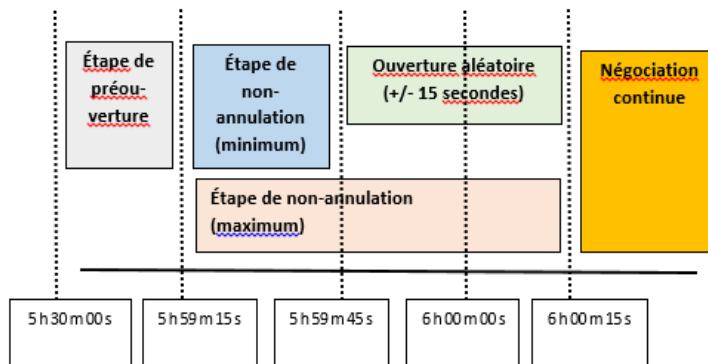 Étape de
préou-
verture
Étape de
non-
annulation
(minimum)
Ouverture aléatoire
(+/- 15 secondes)
Négociation
continue
Étape de non-annulation
(maximum)
5 h 30 m 00 s
5 h 59 m 15 s
5 h 59 m 45 s
6 h 00 m 00 s
6 h 00 m 15 s